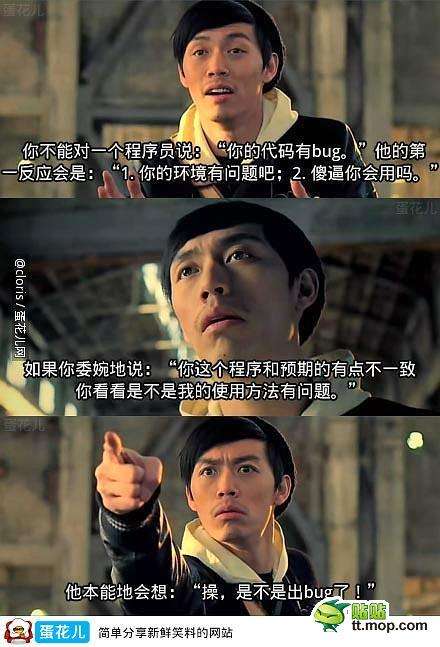 蛋花儿
你不能对一个程序员说：“你的代码有bug。”他的第
一反应会是：“1. 你的环境有问题吧；2. 傻逼你会用吗。”
蛋花儿
@cloris / 蛋花儿网
如果你委婉地说：“你这个程序和预期的有点不一致
你看看是不是我的使用方法有问题。”
蛋花儿
他本能地会想：“操，是不是出bug了！”
贴贴
tt.mop.com
蛋花儿 简单分享新鲜笑料的网站